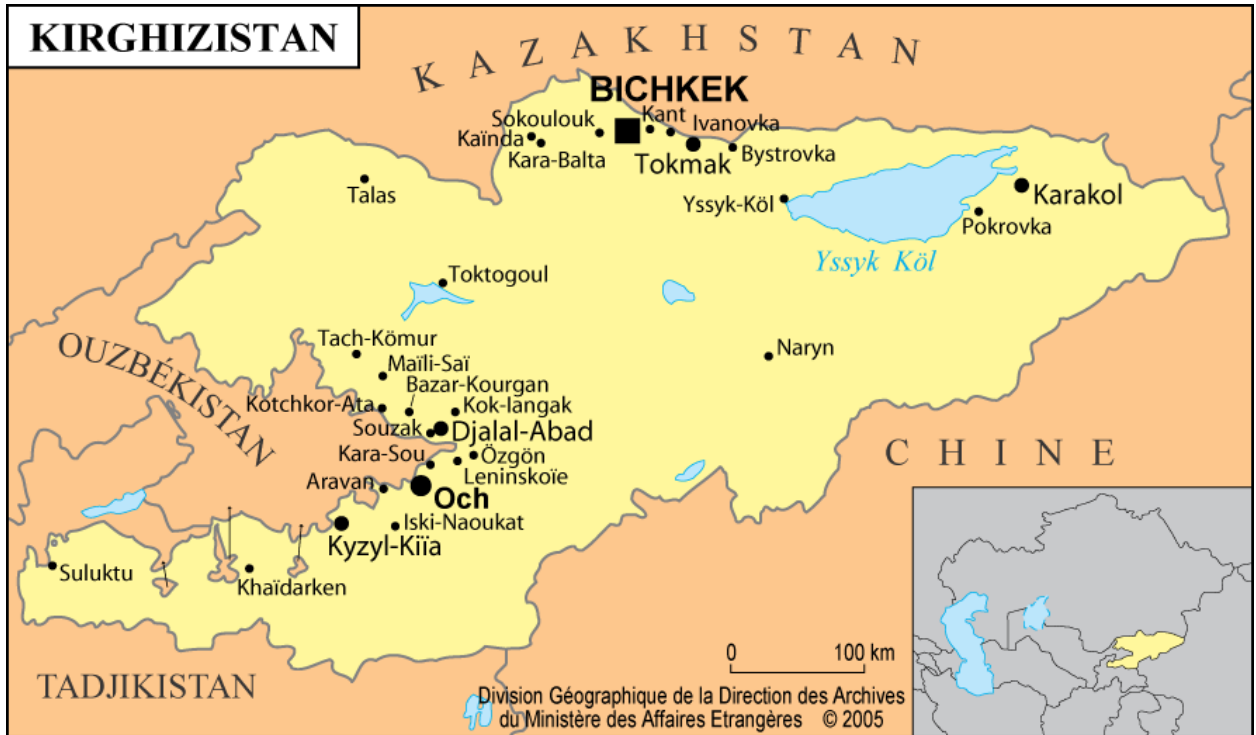 KIRGHIZISTAN
KAZAKHSTAN
BICHKEK
Sokoulouk
Kant
Ivanovka
Kaïnda
Kara-Balta
Tokmak
Bystrovka
Talas
Yssyk-Köl
Karakol
Pokrovka
Yssyk Köl
Toktogoul
OUZBÉKISTAN
Tach-Kömur
Naryn
Maïli-Saï
Bazar-Kourgan
Kotchkor-Ata
Kok-Iangak
Souzak
Djalal-Abad
Kara-Sou
Özgön
CHINE
Leninskoïe
Aravan
Och
Iski-Naoukat
Kyzyl-Kiïa
Suluktu
Khaïdarken
0 100 km
TADJIKISTAN
Division Géographique de la Direction des Archives
du Ministère des Affaires Etrangères © 2005